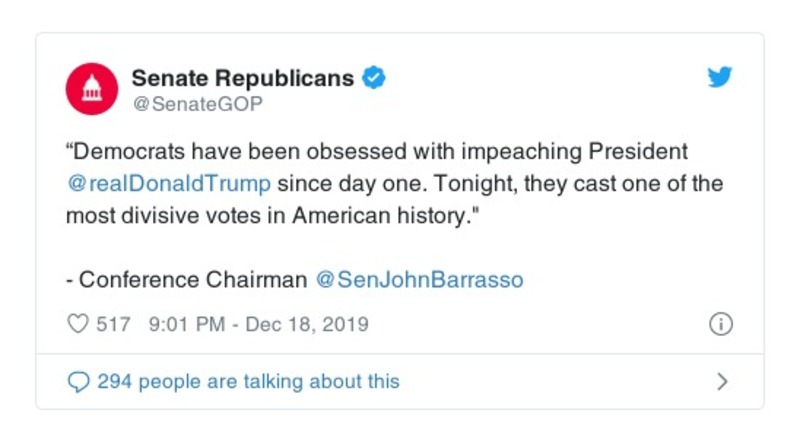 Senate Republicans
@SenateGOP
“Democrats have been obsessed with impeaching President
@realDonaldTrump since day one. Tonight, they cast one of the
most divisive votes in American history."
- Conference Chairman @SenJohnBarrasso
517 9:01 PM - Dec 18, 2019
294 people are talking about this